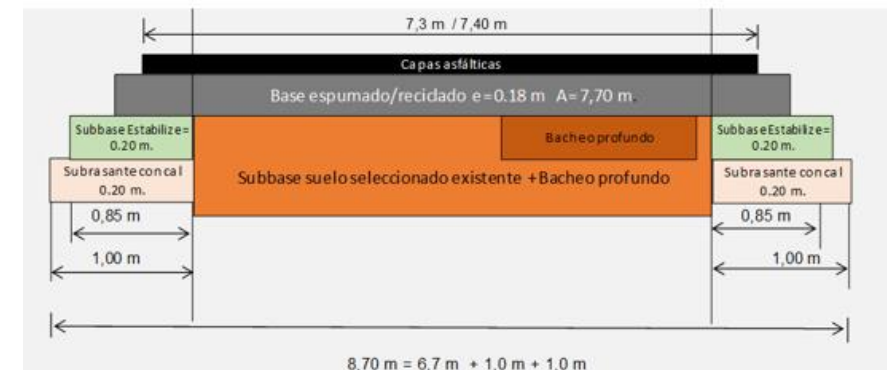 7,3 m / 7,40 m
Capas asfálticas
Base espumado/recidado e=0.18 m A=7,70 m.
Subbase Estabilize=
0.20 m.
Bacheo profundo
Subbase Estabilize=
0.20 m.
Subrasante con cal
0.20 m.
Subbase suelo seleccionado existente +Bacheo profundo
Subrasante con cal
0.20 m.
0,85 m
0,85 m
1,00 m
1,00 m
8,70 m = 6,7 m + 1,0 m + 1,0 m